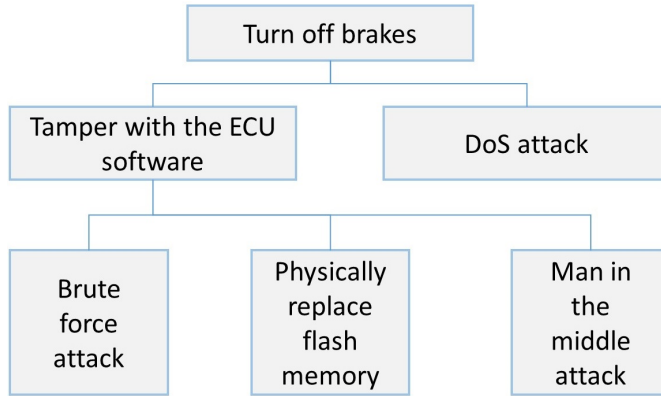 Turn off brakes
Tamper with the ECU
software
DoS attack
Brute
force
attack
Physically
replace
flash
memory
Man in
the
middle
attack